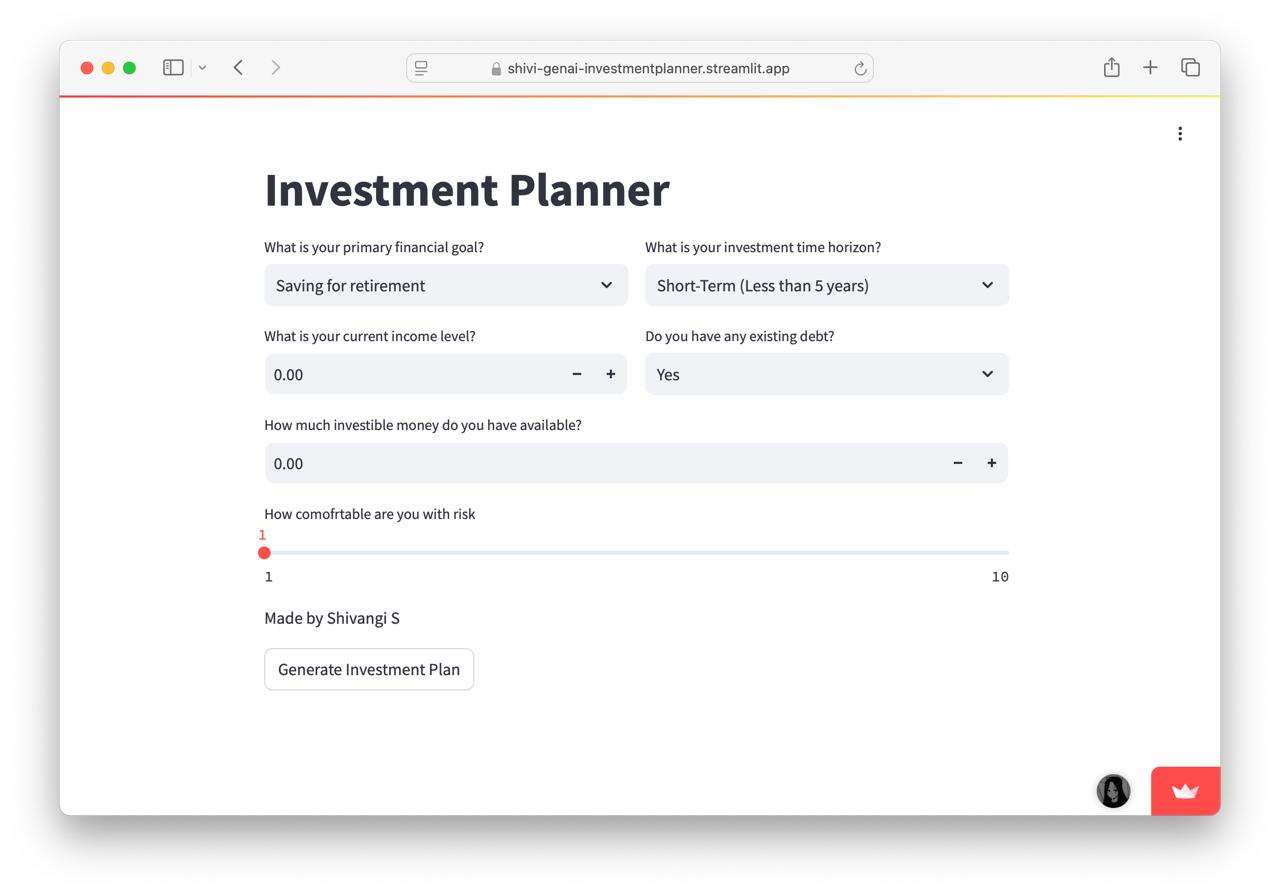 shivi-genai-investmentplanner.streamlit.app
Investment Planner
What is your primary financial goal?
What is your investment time horizon?
Saving for retirement
Short-Term (Less than 5 years)
What is your current income level?
Do you have any existing debt?
0.00
Yes
How much investible money do you have available?
0.00
How comofrtable are you with risk
1
1
10
Made by Shivangi S
Generate Investment Plan